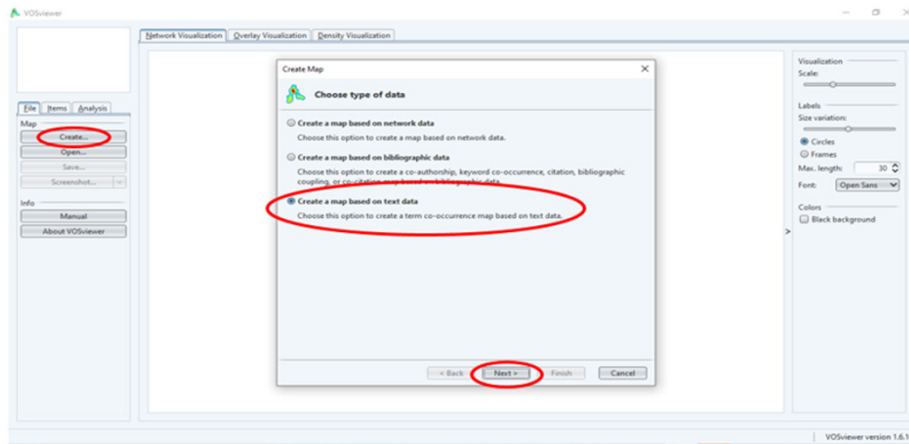 VOSviewer
Network Visualization Overlay Visualization Density Visualization
File Items Analysis
Map
Create...
Open...
Save...
Screenshot...
Info
Manual
About VOSviewer
Create Map
Choose type of data
Create a map based on network data
Choose this option to create a map based on network data.
Create a map based on bibliographic data
Choose this option to create a co-authorship, keyword co-occurrence, citation, bibliographic
coupling, or co-citation map based on bibliographic data.
Create a map based on text data
Choose this option to create a term co-occurrence map based on text data.
< Back Next > Finish Cancel
Visualization
Scale:
Labels
Size variation:
Circles
Frames
Max. length: 30
Font: Open Sans
Colors
Black background
>
VOSviewer version 1.6.1